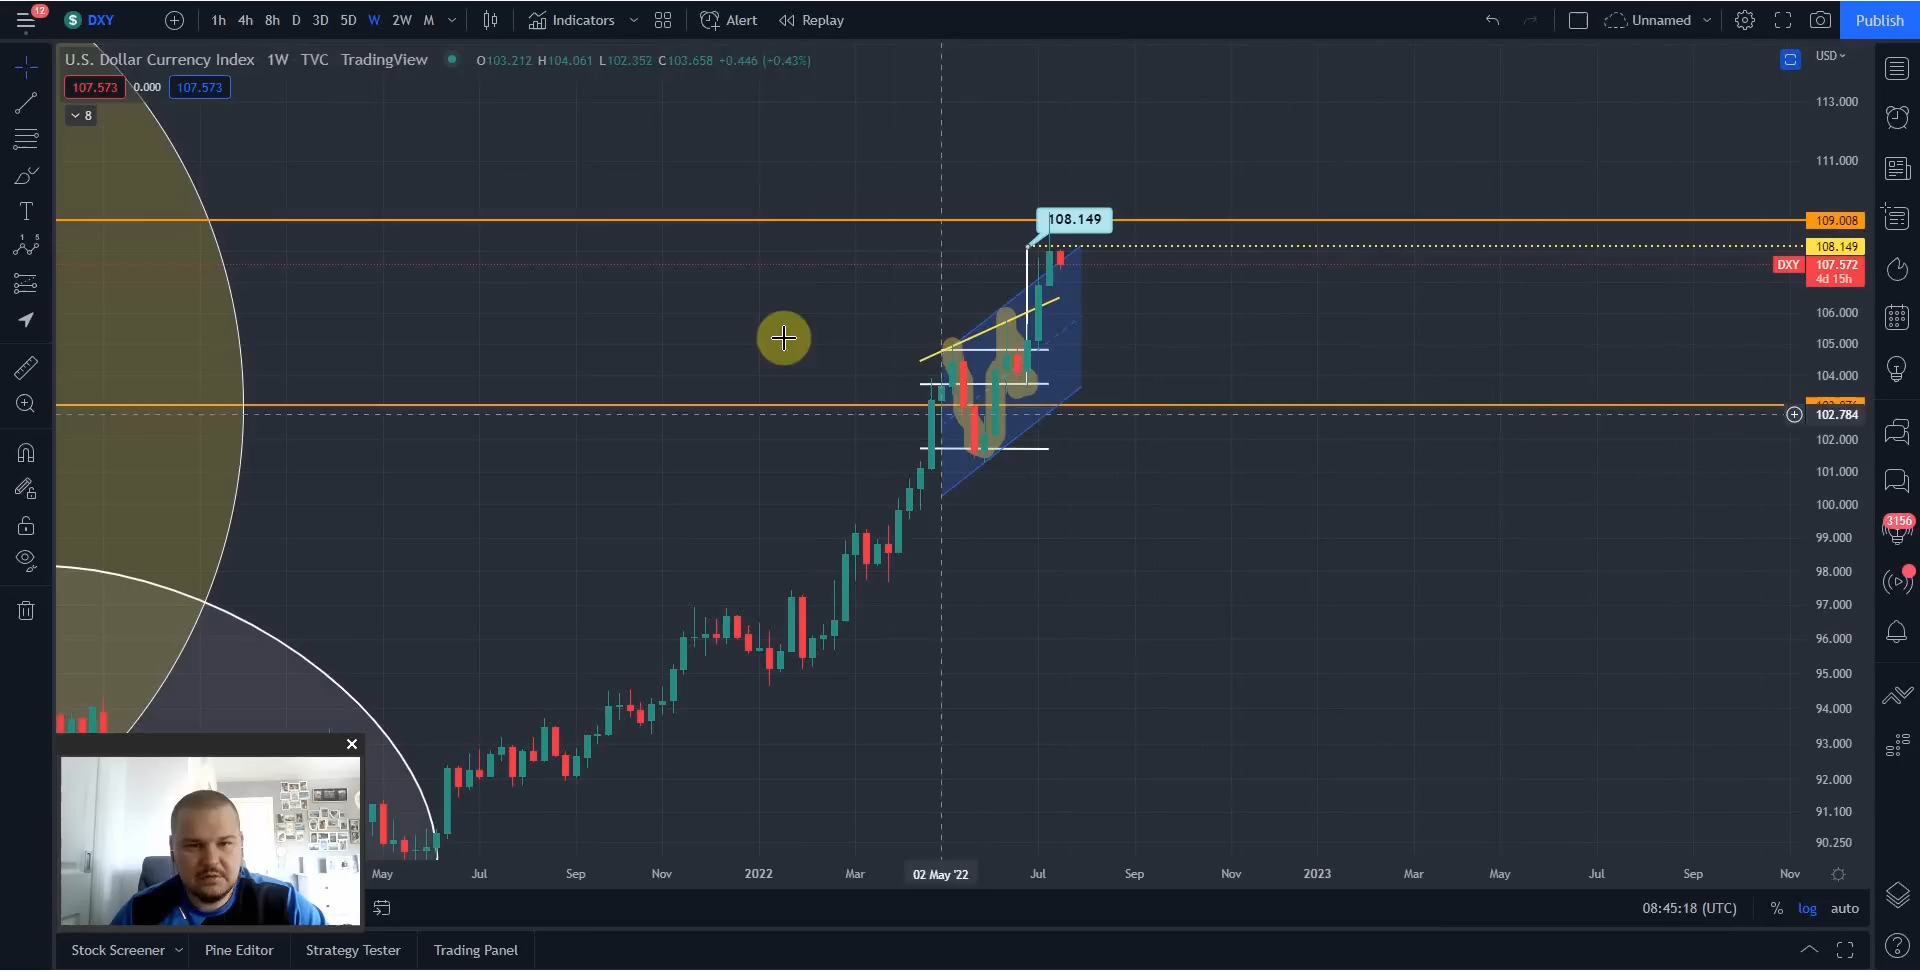 12
S DXY
1h 4h 8h D 3D 5D W 2W M
Indicators
Alert
Replay
Unnamed
Publish
U.S. Dollar Currency Index 1W TVC TradingView
O103.212 H104.061 L102.352 C103.658 +0.446 (+0.43%)
107.573 0.000 107.573
8
USD
113.000
111.000
108.149
109.008
108.149
DXY 107.572
4d 15h
106.000
105.000
104.000
102.784
102.000
101.000
100.000
99.000
98.000
97.000
96.000
95.000
94.000
93.000
92.000
91.100
90.250
1 5
3156
May Jul Sep Nov 2022 Mar 02 May '22 Jul Sep Nov 2023 Mar May Jul Sep Nov
08:45:18 (UTC) % log auto
Stock Screener Pine Editor Strategy Tester Trading Panel